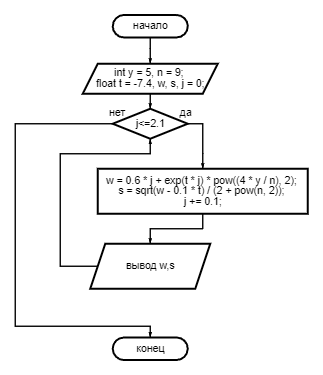 начало
int y = 5, n = 9;
float t = -7.4, w, s, j = 0;
нет
да
j<=2.1
w = 0.6 * j + exp(t * j) * pow((4 * y / n), 2);
s = sqrt(w - 0.1 * t) / (2 + pow(n, 2));
j += 0.1;
вывод w,s
конец